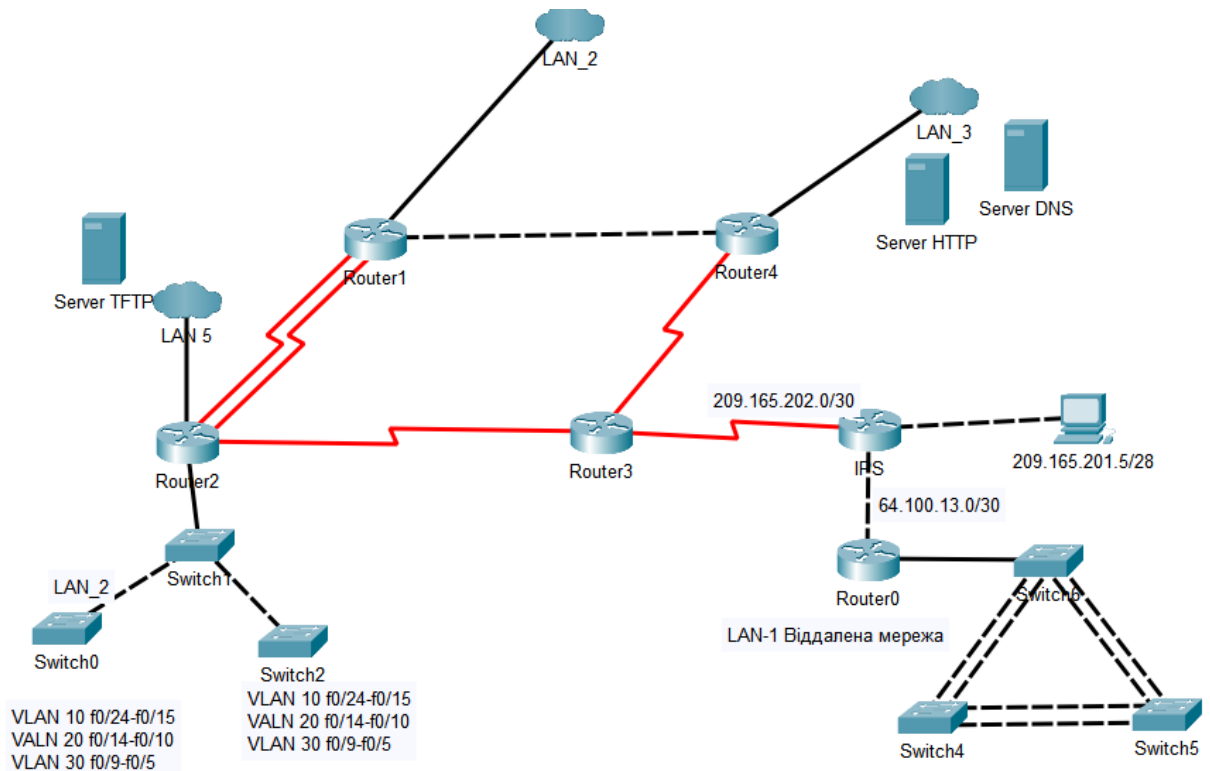 LAN_2
LAN_3
Server DNS
Server HTTP
Router1
Router4
Server TFTP
LAN 5
209.165.202.0/30
Router2
Router3
IPS
209.165.201.5/28
64.100.13.0/30
Switch1
LAN_2
Router0
Switch6
LAN-1 Віддалена мережа
Switch0
Switch2
VLAN 10 f0/24-f0/15
VALN 20 f0/14-f0/10
VLAN 30 f0/9-f0/5
VLAN 10 f0/24-f0/15
VALN 20 f0/14-f0/10
VLAN 30 f0/9-f0/5
Switch4
Switch5